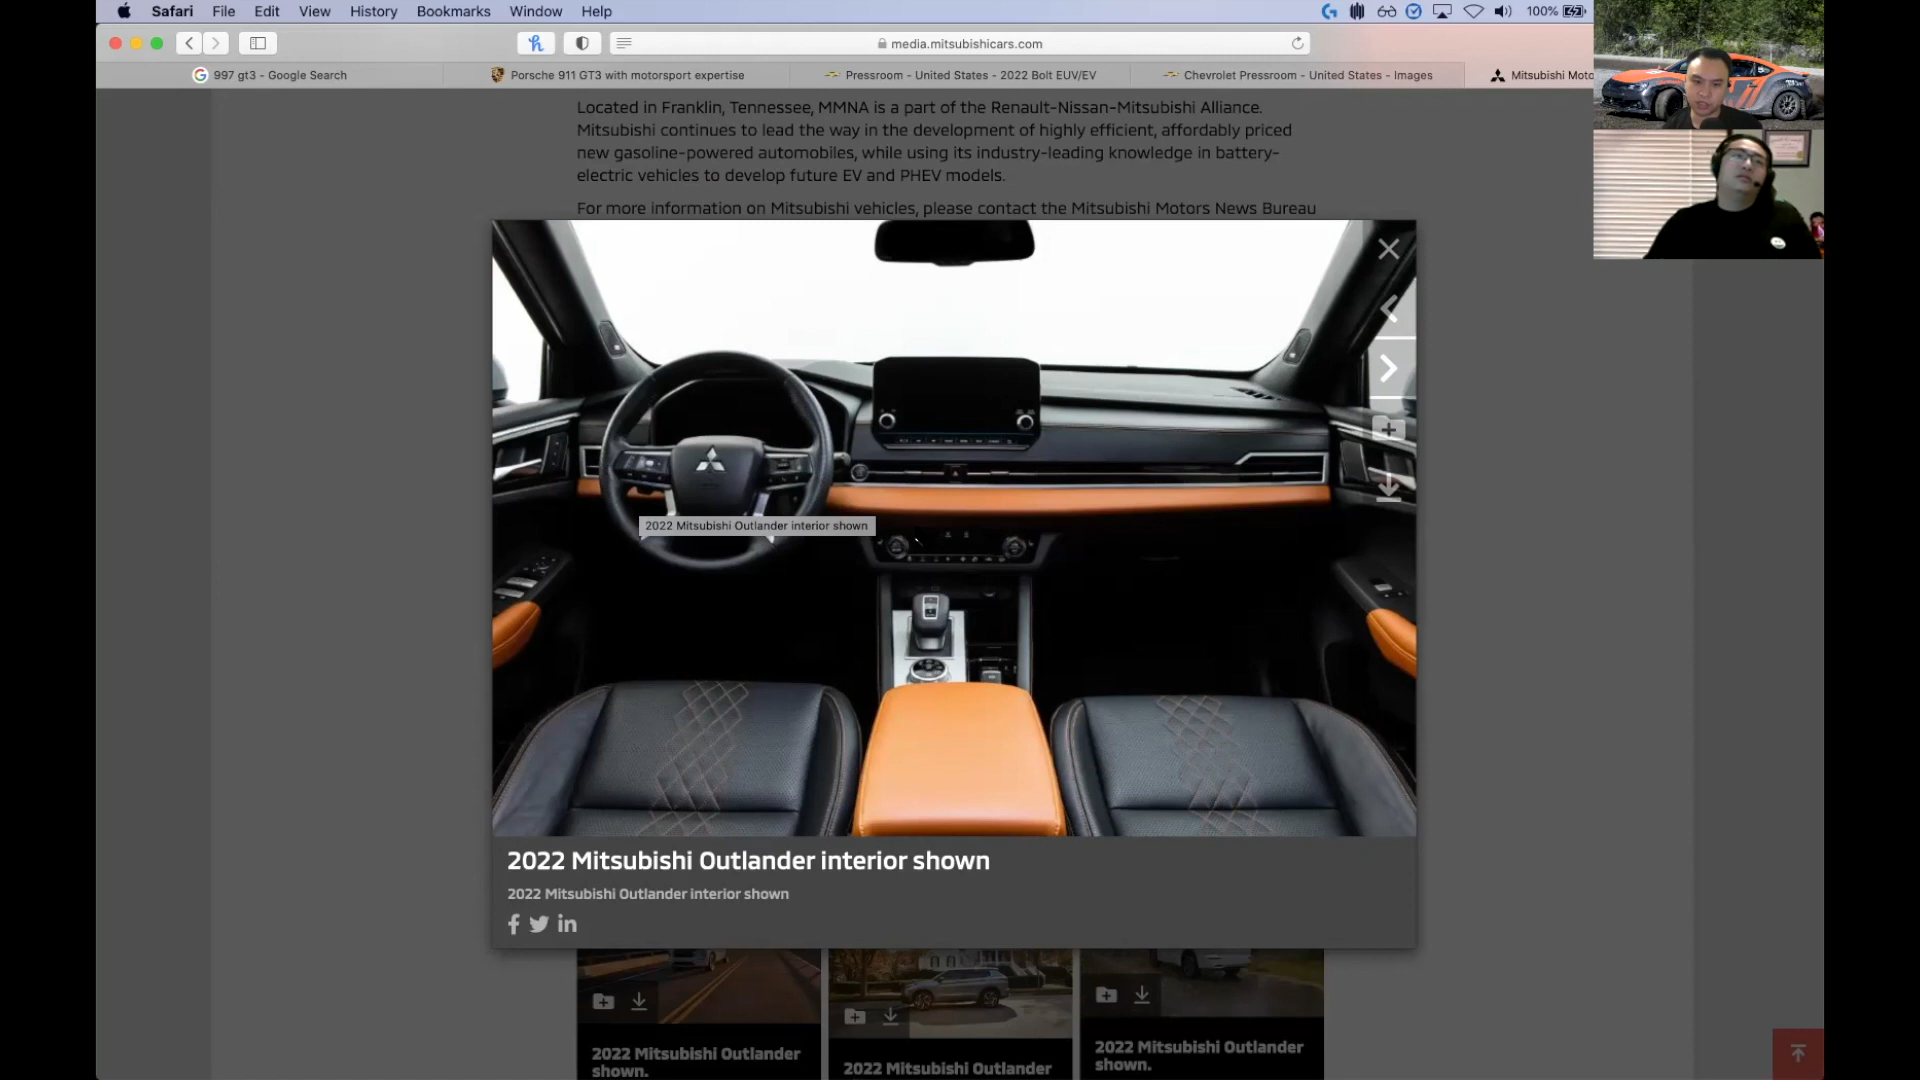 Safari File Edit View History Bookmarks Window Help 100%
media.mitsubishicars.com
997 gt3 - Google Search
Porsche 911 GT3 with motorsport expertise
Pressroom - United States - 2022 Bolt EUV/EV
Chevrolet Pressroom - United States - Images
Mitsubishi Moto
Located in Franklin, Tennessee, MMNA is a part of the Renault-Nissan-Mitsubishi Alliance.
Mitsubishi continues to lead the way in the development of highly efficient, affordably priced
new gasoline-powered automobiles, while using its industry-leading knowledge in battery-
electric vehicles to develop future EV and PHEV models.
For more information on Mitsubishi vehicles, please contact the Mitsubishi Motors News Bureau
2022 Mitsubishi Outlander interior shown
2022 Mitsubishi Outlander interior shown
2022 Mitsubishi Outlander interior shown
2022 Mitsubishi Outlander
shown.
2022 Mitsubishi Outlander
2022 Mitsubishi Outlander
shown.